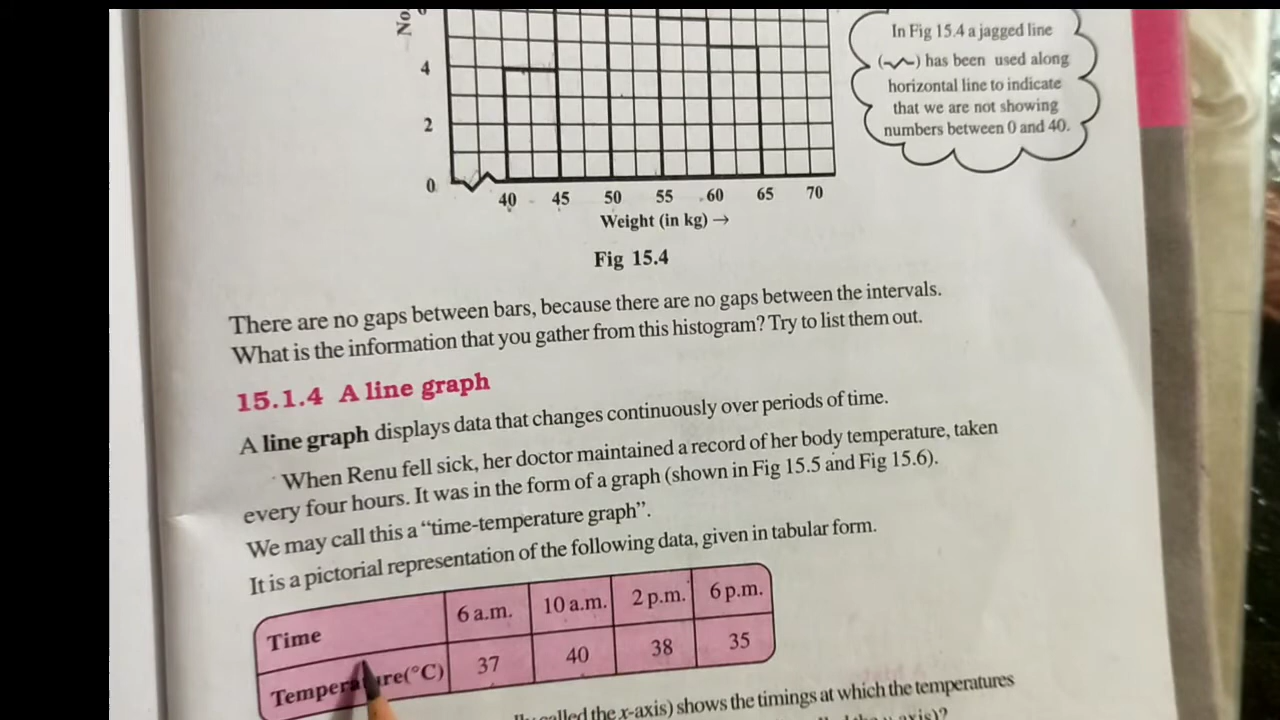 No
4
2
0
40 45 50 55 60 65 70
Weight (in kg) →
Fig 15.4
In Fig 15.4 a jagged line
( ) has been used along
horizontal line to indicate
that we are not showing
numbers between 0 and 40.
There are no gaps between bars, because there are no gaps between the intervals.
What is the information that you gather from this histogram? Try to list them out.
15.1.4 A line graph
A line graph displays data that changes continuously over periods of time.
When Renu fell sick, her doctor maintained a record of her body temperature, taken
every four hours. It was in the form of a graph (shown in Fig 15.5 and Fig 15.6).
We may call this a “time-temperature graph”.
It is a pictorial representation of the following data, given in tabular form.
Time 6 a.m. 10 a.m. 2 p.m. 6 p.m.
Temperature(°C) 37 40 38 35
called the x-axis) shows the timings at which the temperatures
axis)?